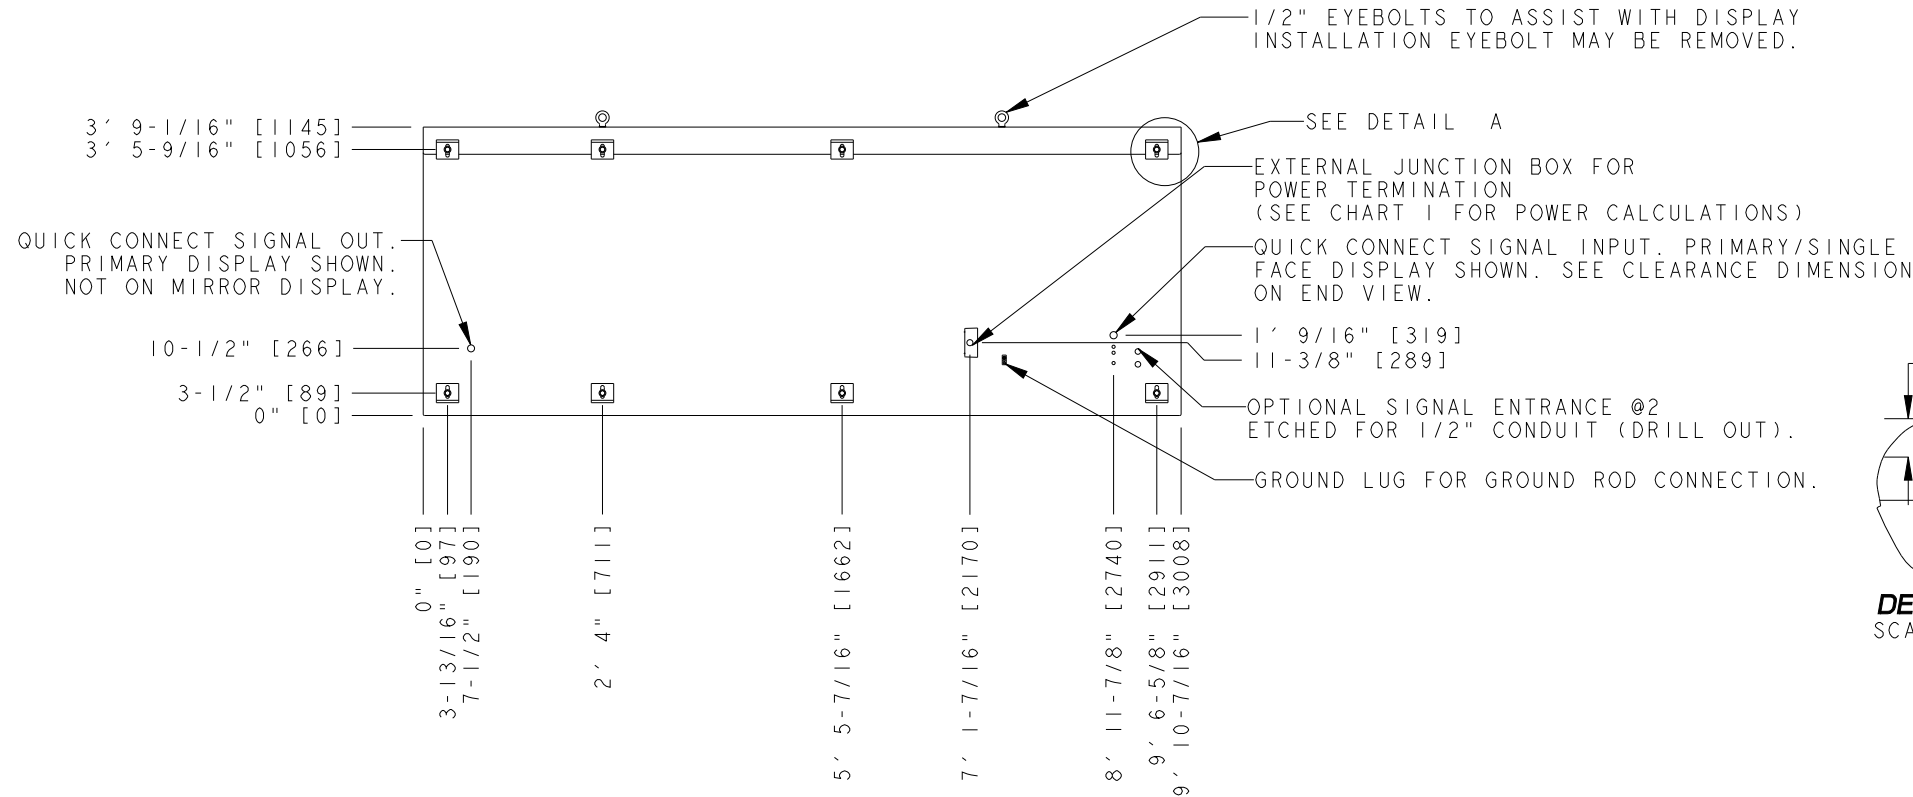 1/2" EYEBOLTS TO ASSIST WITH DISPLAY
INSTALLATION EYEBOLT MAY BE REMOVED.
3´ 9-1/16" [1145]
3´ 5-9/16" [1056]
SEE DETAIL A
EXTERNAL JUNCTION BOX FOR
POWER TERMINATION
(SEE CHART 1 FOR POWER CALCULATIONS)
QUICK CONNECT SIGNAL OUT.
PRIMARY DISPLAY SHOWN.
NOT ON MIRROR DISPLAY.
QUICK CONNECT SIGNAL INPUT. PRIMARY/SINGLE
FACE DISPLAY SHOWN. SEE CLEARANCE DIMENSION
ON END VIEW.
10-1/2" [266]
1´ 9/16" [319]
11-3/8" [289]
3-1/2" [89]
0" [0]
OPTIONAL SIGNAL ENTRANCE @2
ETCHED FOR 1/2" CONDUIT (DRILL OUT).
GROUND LUG FOR GROUND ROD CONNECTION.
0" [0]
3-13/16" [97]
7-1/2" [190]
2´ 4" [711]
5´ 5-7/16" [1662]
7´ 1-7/16" [2170]
8´ 11-7/8" [2740]
9´ 6-5/8" [2911]
9´ 10-7/16" [3008]
DE
SCA